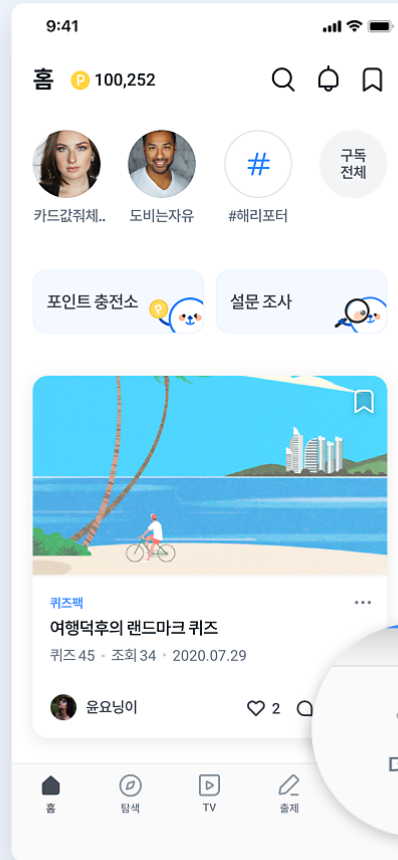 9:41
홈 P 100,252
카드값줘체.. 도비는자유 #해리포터
#
구독
전체
포인트 충전소 설문 조사
퀴즈팩
여행덕후의 랜드마크 퀴즈
퀴즈 45 • 조회 34 • 2020.07.29
윤요닝이 2
홈 탐색 TV 출제